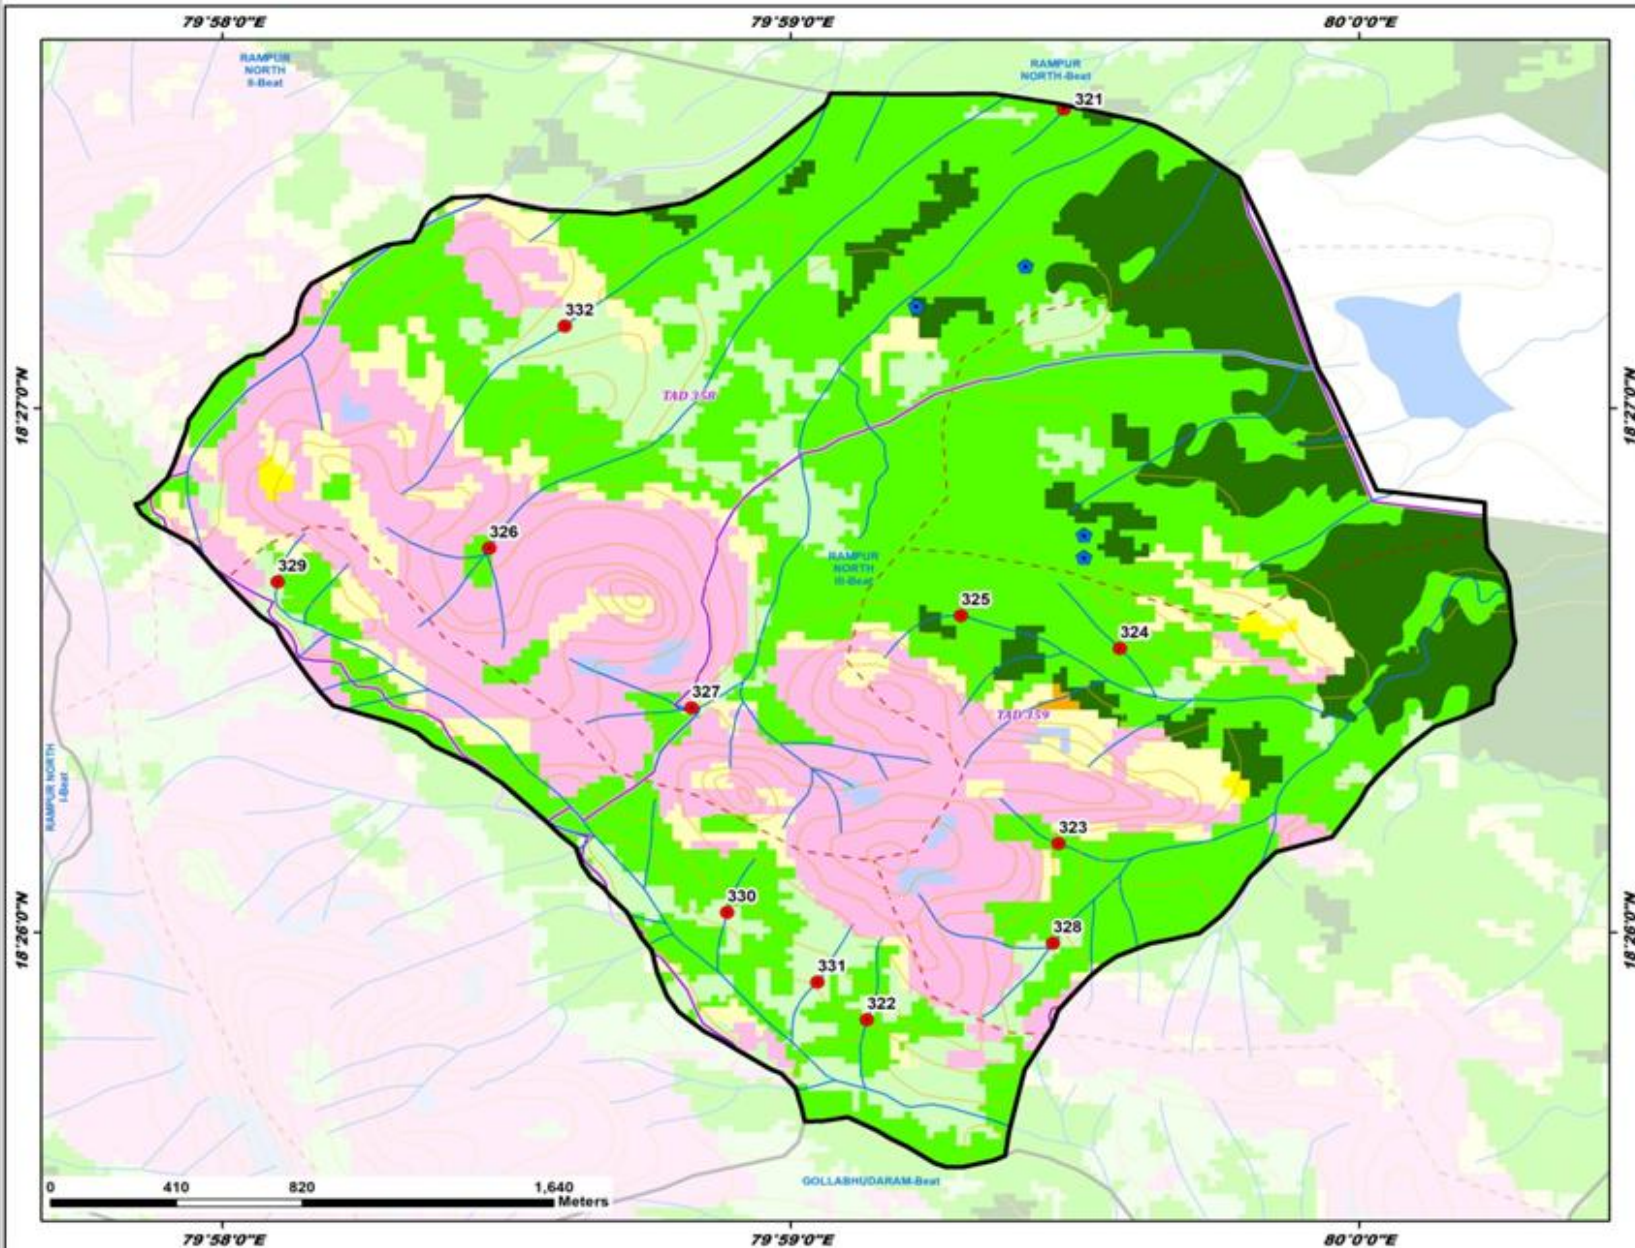 79°58'0"E
79°59'0"E
80°0'0"E
RAMPUR
NORTH
II-Beat
RAMPUR
NORTH-Beat
321
332
18°27'0"N
TAD 358
18°27'0"N
326
RAMPUR
NORTH
III-Beat
329
325
324
327
TAD 359
RAMPUR NORTH
I-Beat
323
330
18°26'0"N
328
18°26'0"N
331
322
GOLLABHUDARAM-Beat
0 410 820 1,640
Meters
79°58'0"E
79°59'0"E
80°0'0"E